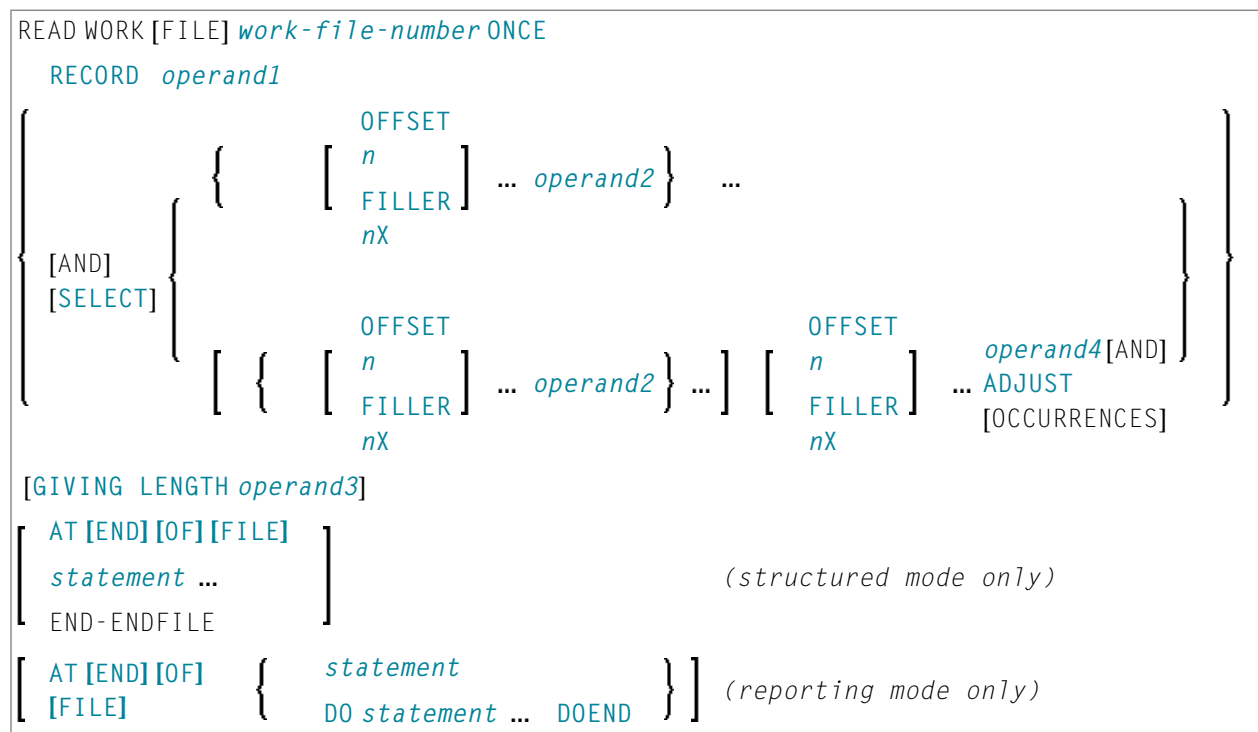 READ WORK [FILE] work-file-number ONCE
RECORD operand1
OFFSET
n
FILLER
nX
... operand2 ...
[AND]
[SELECT]
OFFSET
n
FILLER
nX
... operand2 ...
OFFSET
n
FILLER
nX
... operand4 [AND]
ADJUST
[OCCURRENCES]
[GIVING LENGTH operand3]
AT [END] [OF] [FILE]
statement ...
END-ENDFILE
(structured mode only)
AT [END] [OF]
[FILE]
statement
DO statement ... DOEND
(reporting mode only)